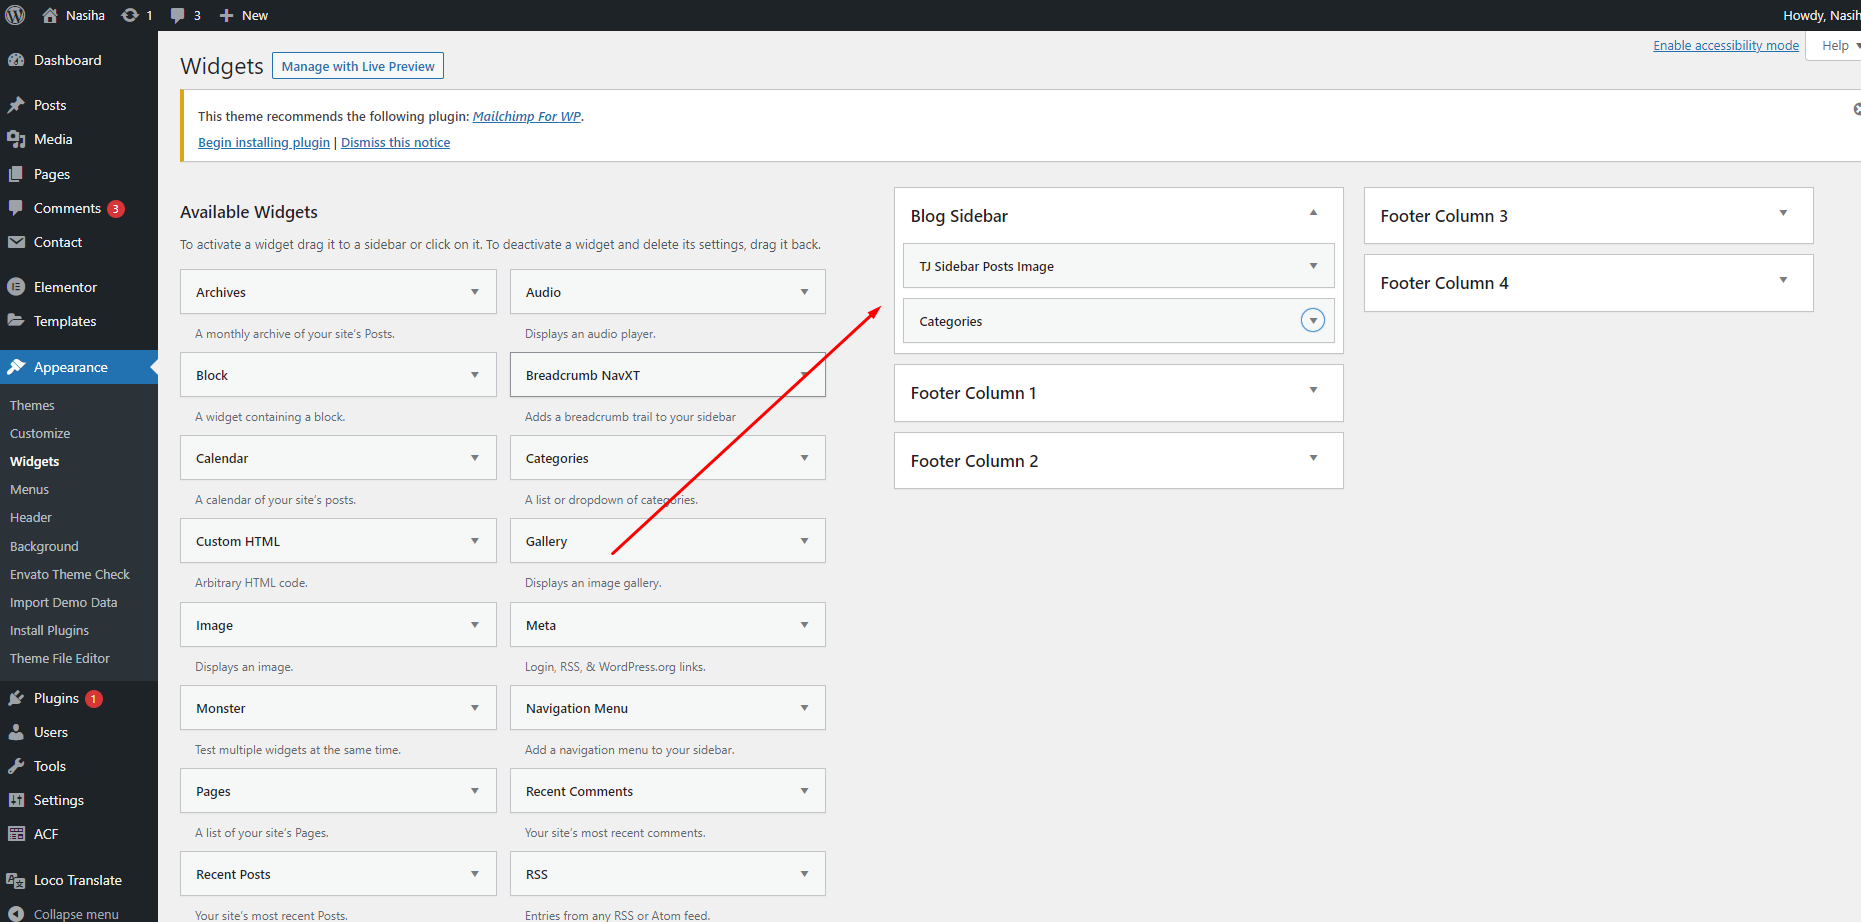 Nasiha 1 3 New Howdy, Nasih
Dashboard
Posts
Media
Pages
Comments 3
Contact
Elementor
Templates
Appearance
Themes
Customize
Widgets
Menus
Header
Background
Envato Theme Check
Import Demo Data
Install Plugins
Theme File Editor
Plugins 1
Users
Tools
Settings
ACF
Loco Translate
Collapse menu
Enable accessibility mode Help
Widgets Manage with Live Preview
This theme recommends the following plugin: Mailchimp For WP.
Begin installing plugin | Dismiss this notice
Available Widgets
To activate a widget drag it to a sidebar or click on it. To deactivate a widget and delete its settings, drag it back.
Archives
A monthly archive of your site's Posts.
Audio
Displays an audio player.
Block
A widget containing a block.
Breadcrumb NavXT
Adds a breadcrumb trail to your sidebar
Calendar
A calendar of your site's posts.
Categories
A list or dropdown of categories.
Custom HTML
Arbitrary HTML code.
Gallery
Displays an image gallery.
Image
Displays an image.
Meta
Login, RSS, & WordPress.org links.
Monster
Test multiple widgets at the same time.
Navigation Menu
Add a navigation menu to your sidebar.
Pages
A list of your site's Pages.
Recent Comments
Your site's most recent comments.
Recent Posts
Your site's most recent Posts.
RSS
Entries from any RSS or Atom feed.
Blog Sidebar
TJ Sidebar Posts Image
Categories
Footer Column 1
Footer Column 2
Footer Column 3
Footer Column 4